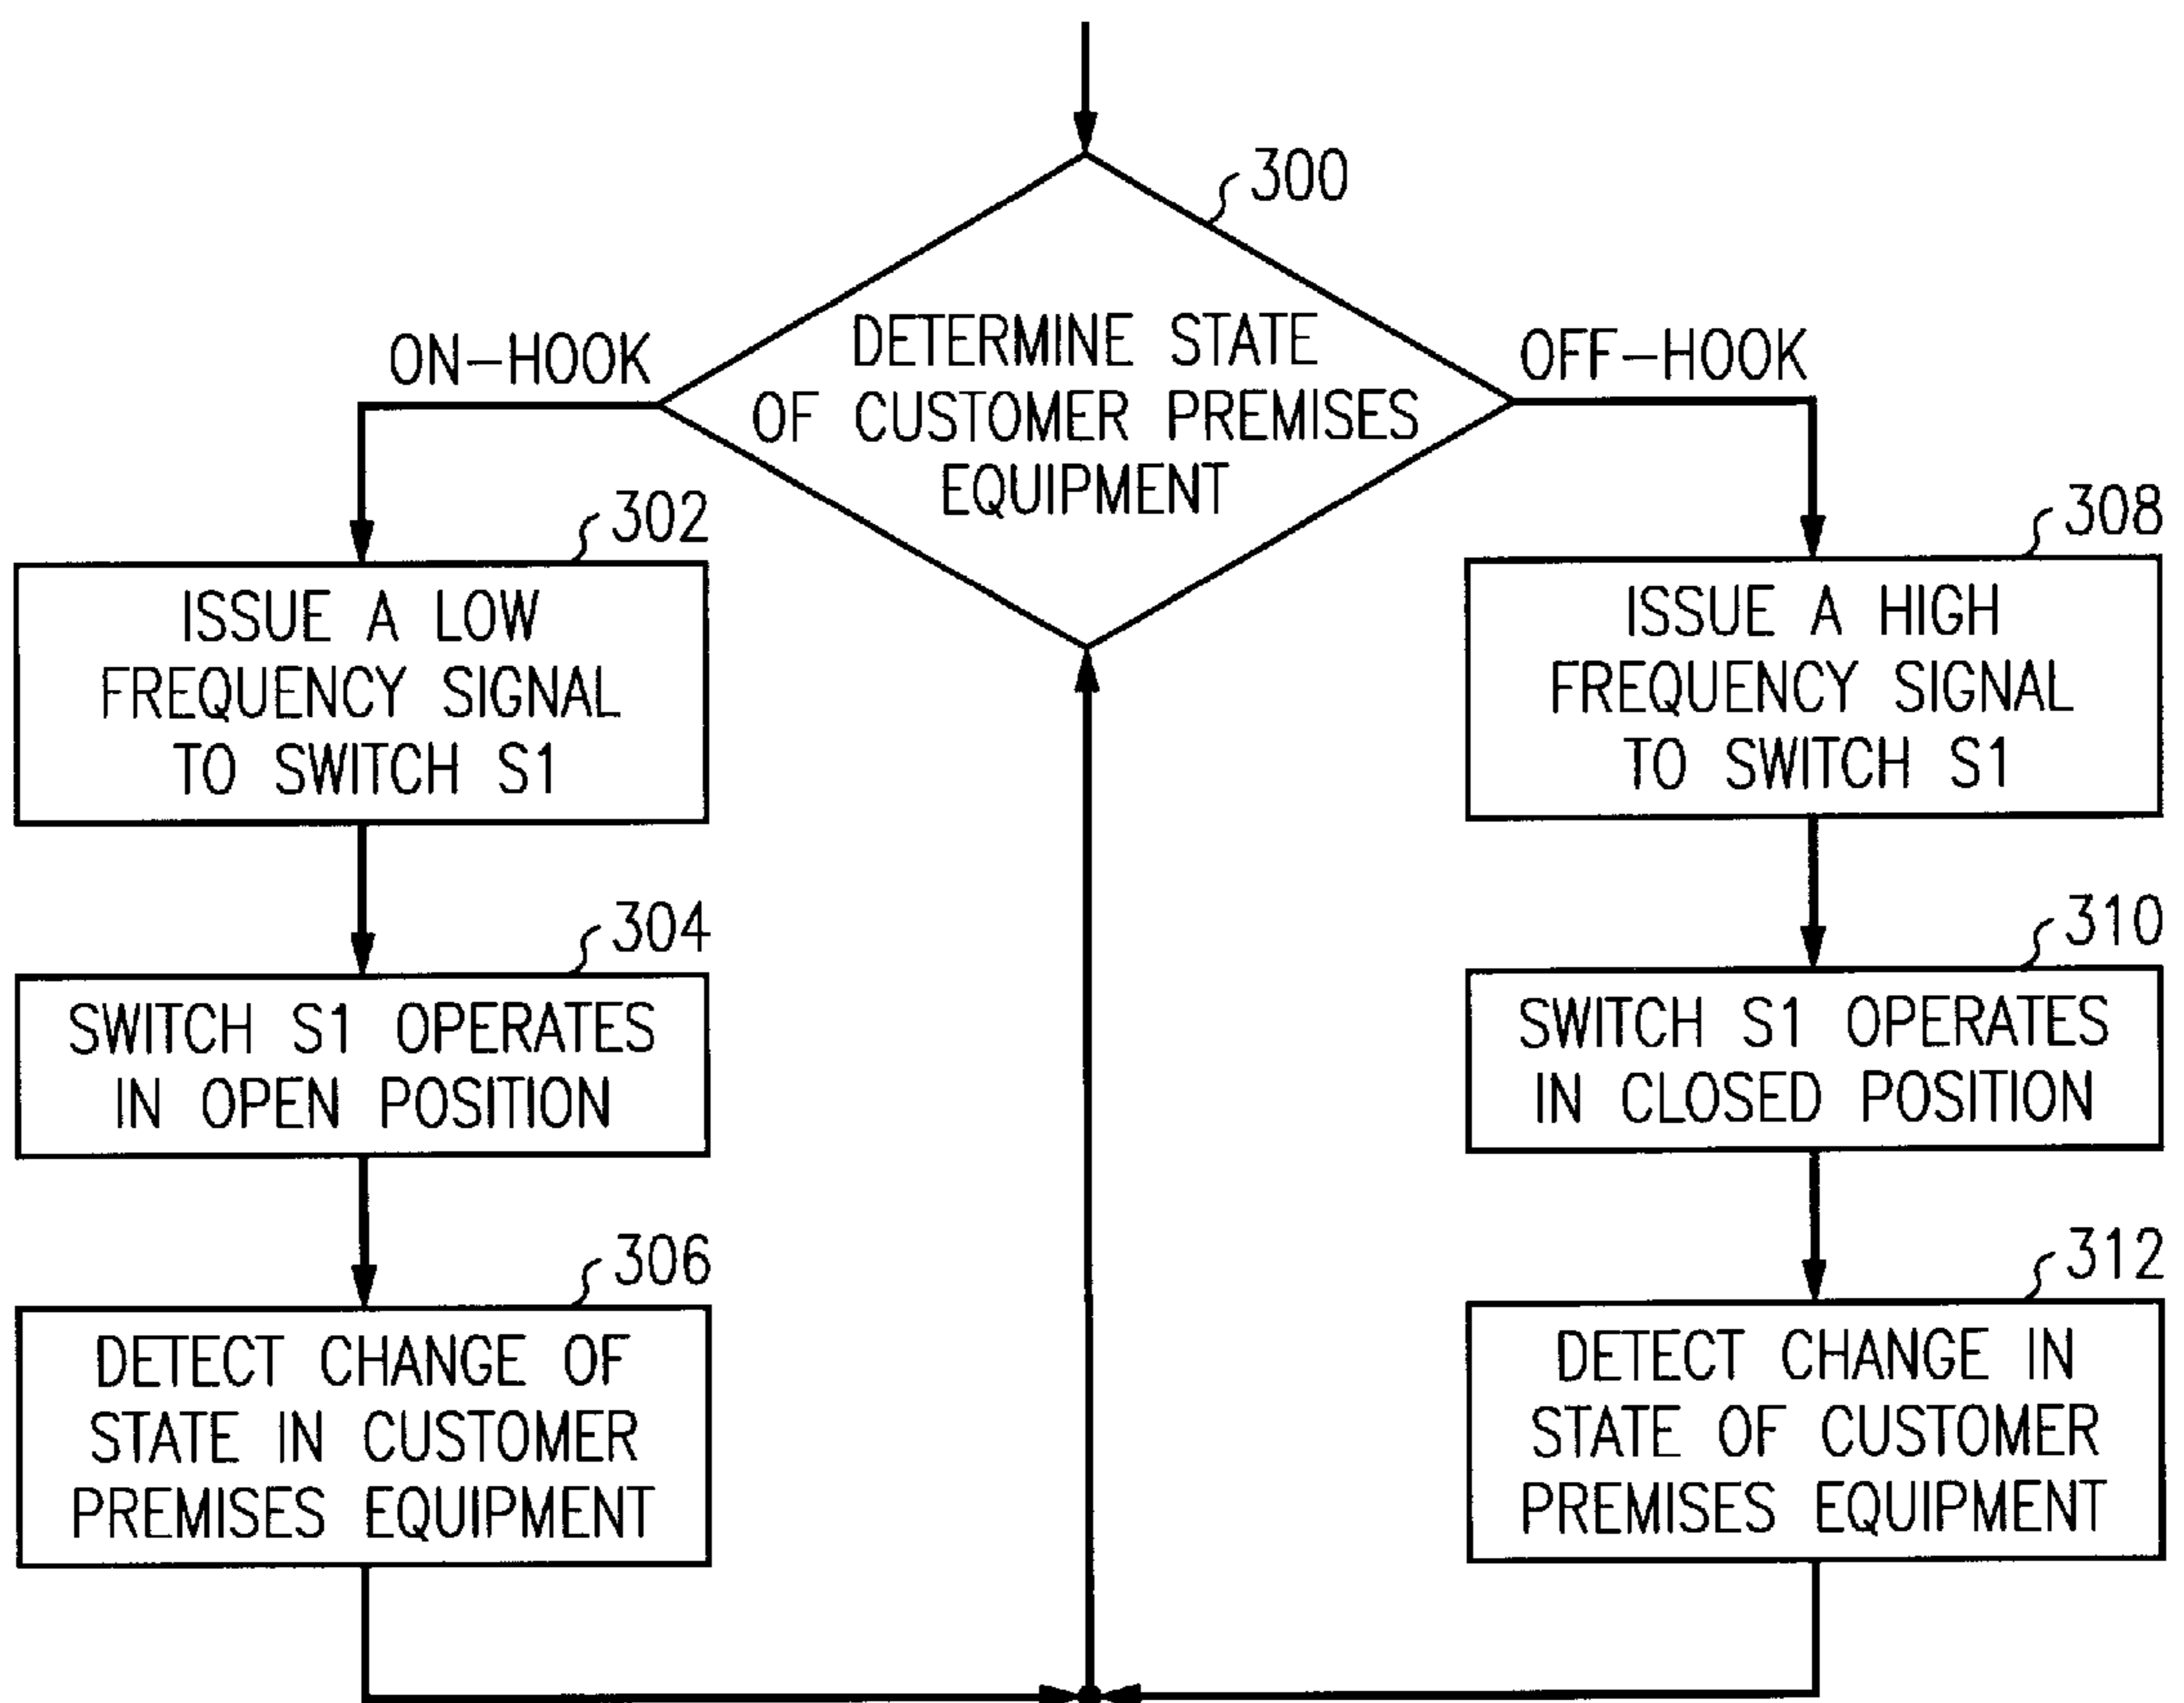 300
DETERMINE STATE
OF CUSTOMER PREMISES
EQUIPMENT
ON-HOOK
OFF-HOOK
302
ISSUE A LOW
FREQUENCY SIGNAL
TO SWITCH S1
304
SWITCH S1 OPERATES
IN OPEN POSITION
306
DETECT CHANGE OF
STATE IN CUSTOMER
PREMISES EQUIPMENT
308
ISSUE A HIGH
FREQUENCY SIGNAL
TO SWITCH S1
310
SWITCH S1 OPERATES
IN CLOSED POSITION
312
DETECT CHANGE IN
STATE OF CUSTOMER
PREMISES EQUIPMENT